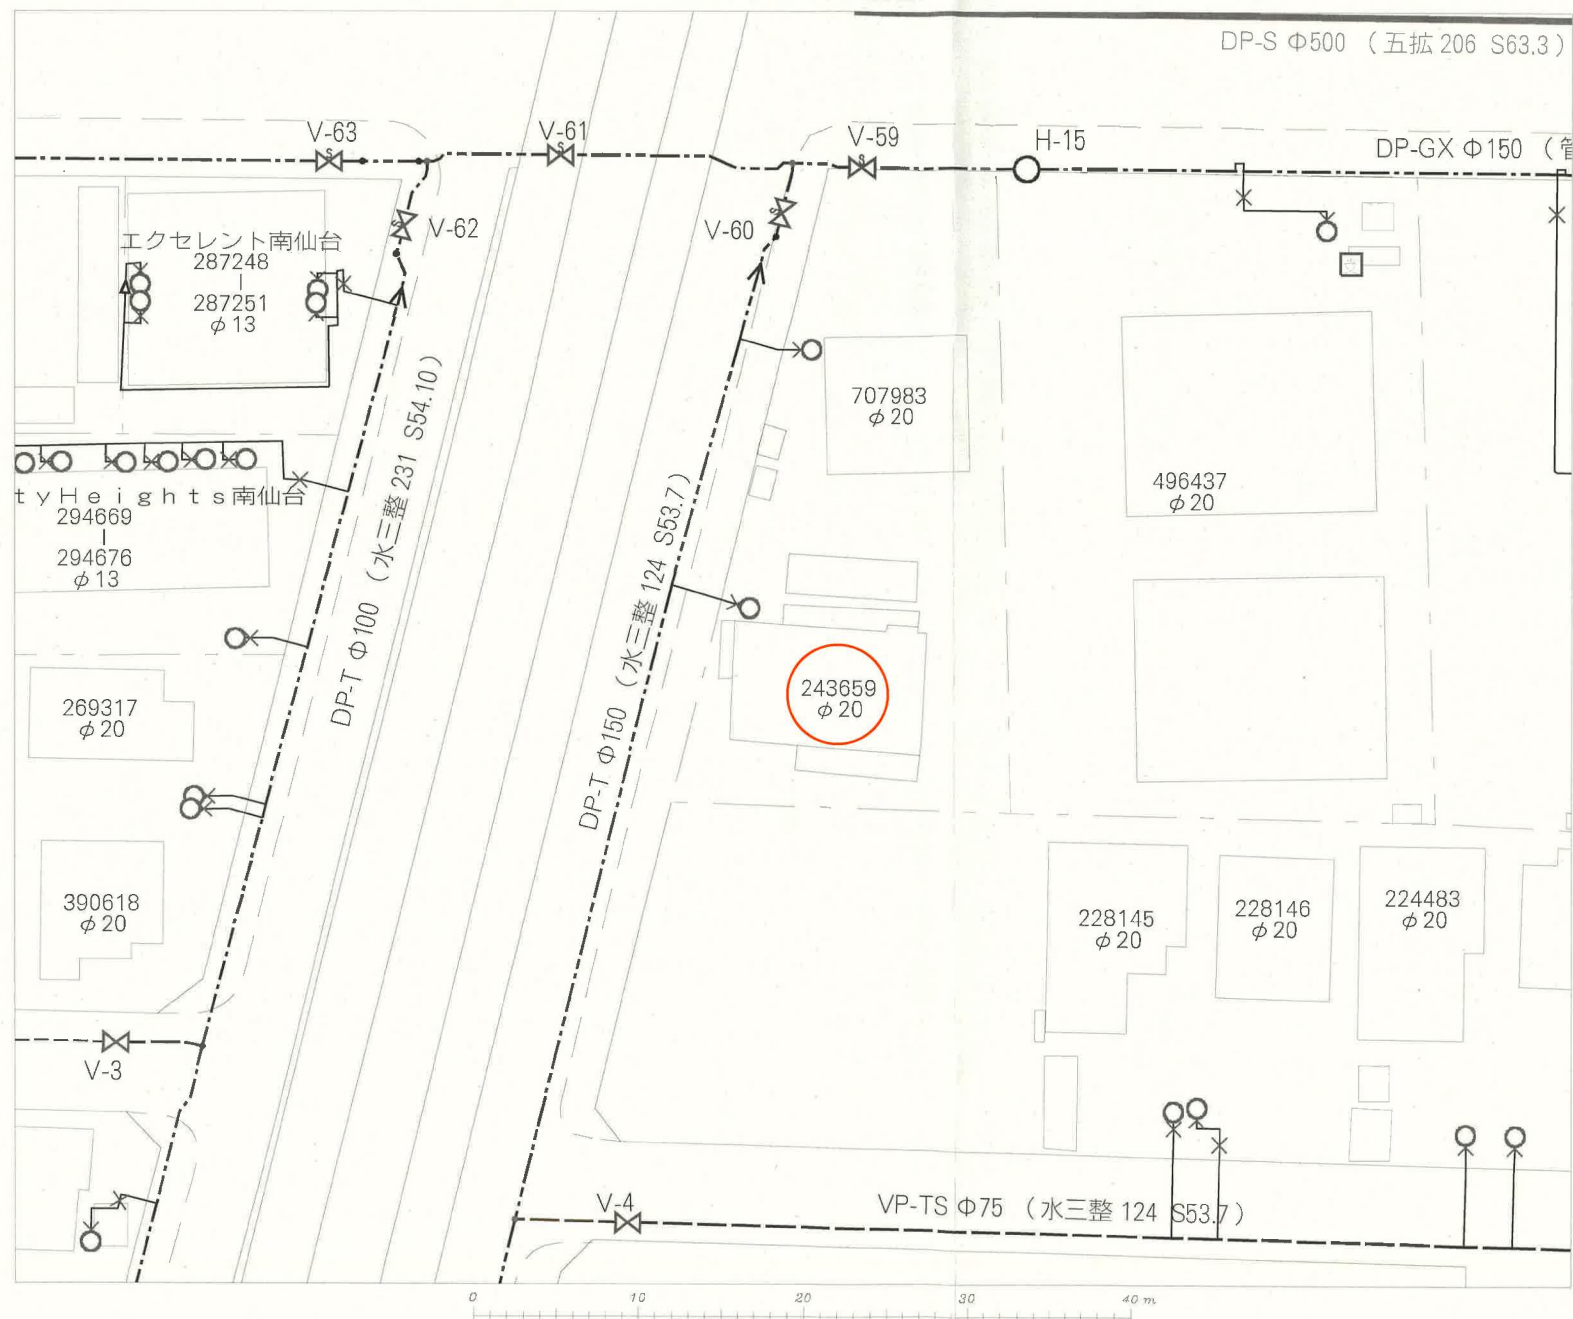 DP-S Φ500 （五拡 206 S63.3）
V-63
V-61
V-59
H-15
DP-GX Φ150 （
V-62
V-60
エクセレント南仙台
287248
|
287251
φ13
DP-T Φ100 （水三整 231 S54.10）
707983
φ20
496437
φ20
tyHeights南仙台
294669
|
294676
φ13
DP-T Φ150 （水三整 124 S53.7）
243659
φ20
269317
φ20
390618
φ20
228145
φ20
228146
φ20
224483
φ20
V-3
V-4
VP-TS Φ75 （水三整 124 S53.7）
0 10 20 30 40 m